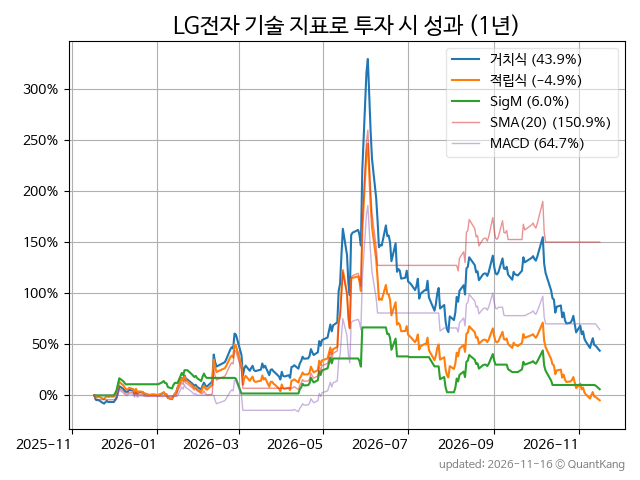 LG전자 기술 지표로 투자 시 성과 (1년)
거치식 (43.9%)
적립식 (−4.9%)
SigM (6.0%)
SMA(20) (150.9%)
MACD (64.7%)
300%
250%
200%
150%
100%
50%
0%
2025-11 2026-01 2026-03 2026-05 2026-07 2026-09 2026-11
updated: 2026-11-16 ⓒ QuantKang